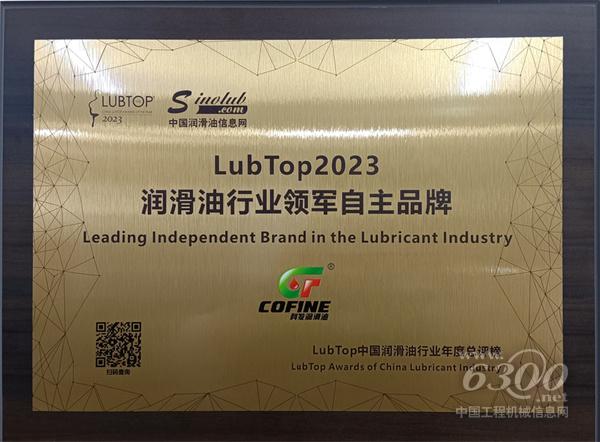 LUBTOP®
2023
Sinolub
.com
中国润滑油信息网
LubTop2023
润滑油行业领军自主品牌
Leading Independent Brand in the Lubricant Industry
®
COFINE
科发润滑油
扫码查询
LubTop中国润滑油行业年度总评榜
LubTop Awards of China Lubricant Industry
www.
6300
.net
中国工程机械信息网